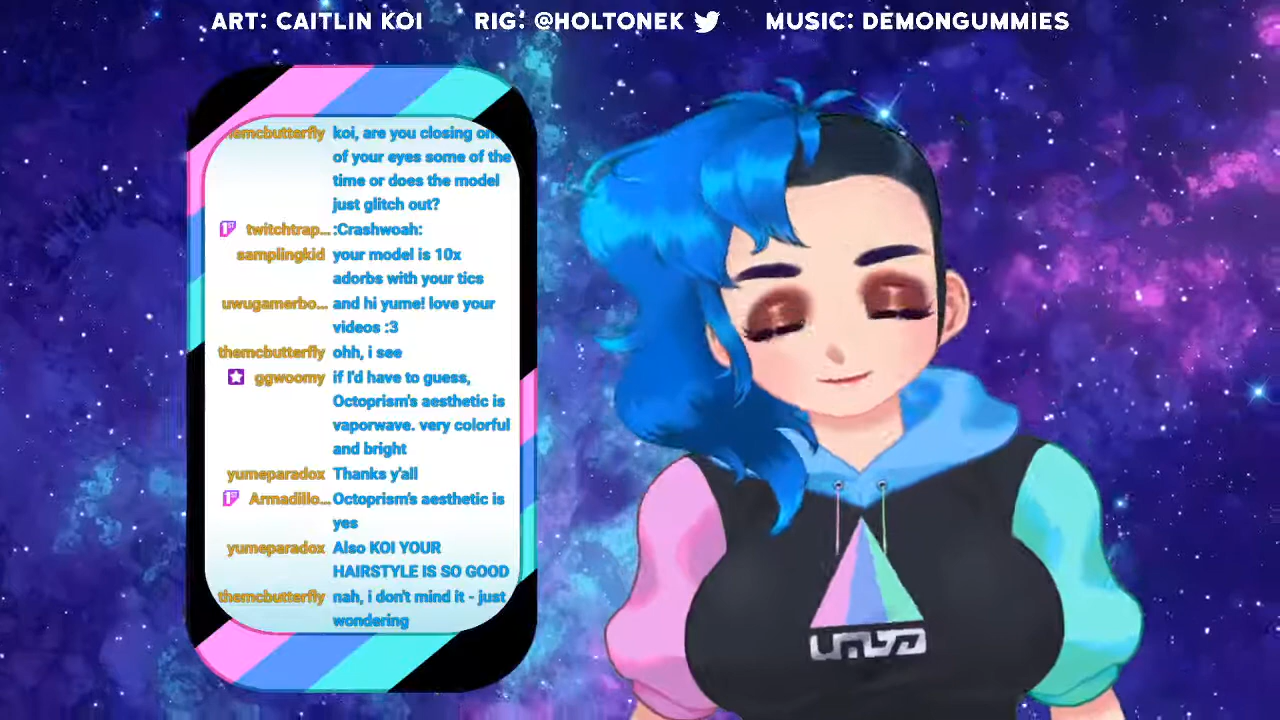 ART: CAITLIN KOI RIG: @HOLTONEK MUSIC: DEMONGUMMIES
themcbutterfly koi, are you closing one
of your eyes some of the
time or does the model
just glitch out?
1ST twitchtrap... :Crashwoah:
samplingkid your model is 10x
adorbs with your tics
uwugamerbo... and hi yume! love your
videos :3
themcbutterfly ohh, i see
ggwoomy if I'd have to guess,
Octoprism's aesthetic is
vaporwave. very colorful
and bright
yumeparadox Thanks y'all
1ST Armadillo... Octoprism's aesthetic is
yes
yumeparadox Also KOI YOUR
HAIRSTYLE IS SO GOOD
themcbutterfly nah, i don't mind it - just
wondering